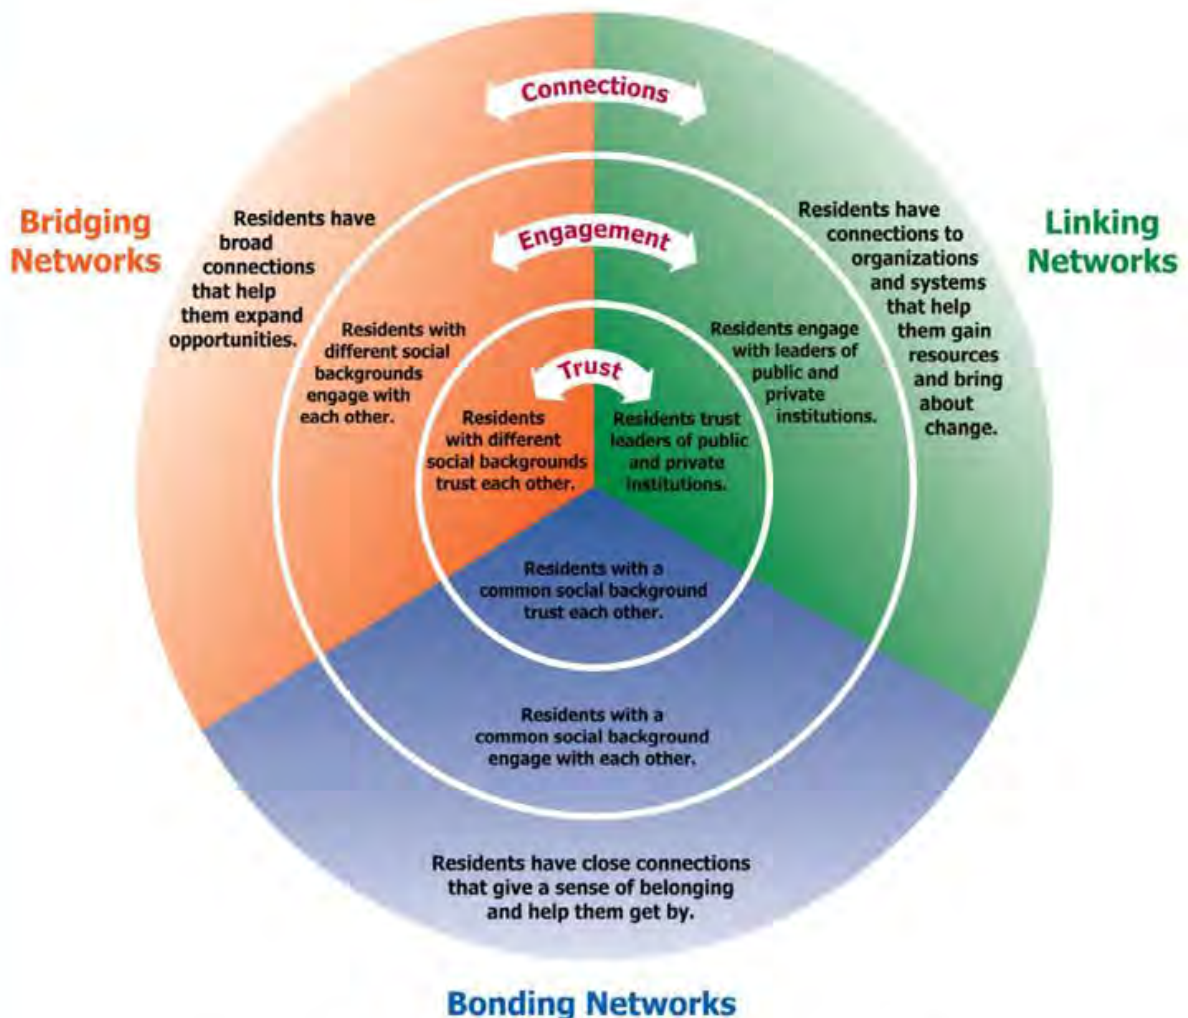 Connections
Bridging
Networks
Residents have
broad
connections
that help
them expand
opportunities.
Engagement
Residents with
different social
backgrounds
engage with
each other.
Trust
Residents
with different
social backgrounds
trust each other.
Residents trust
leaders of public
and private
institutions.
Residents engage
with leaders of
public and
private
institutions.
Residents have
connections to
organizations
and systems
that help
them gain
resources
and bring
about
change.
Linking
Networks
Residents with a
common social background
trust each other.
Residents with a
common social background
engage with each other.
Residents have close connections
that give a sense of belonging
and help them get by.
Bonding Networks